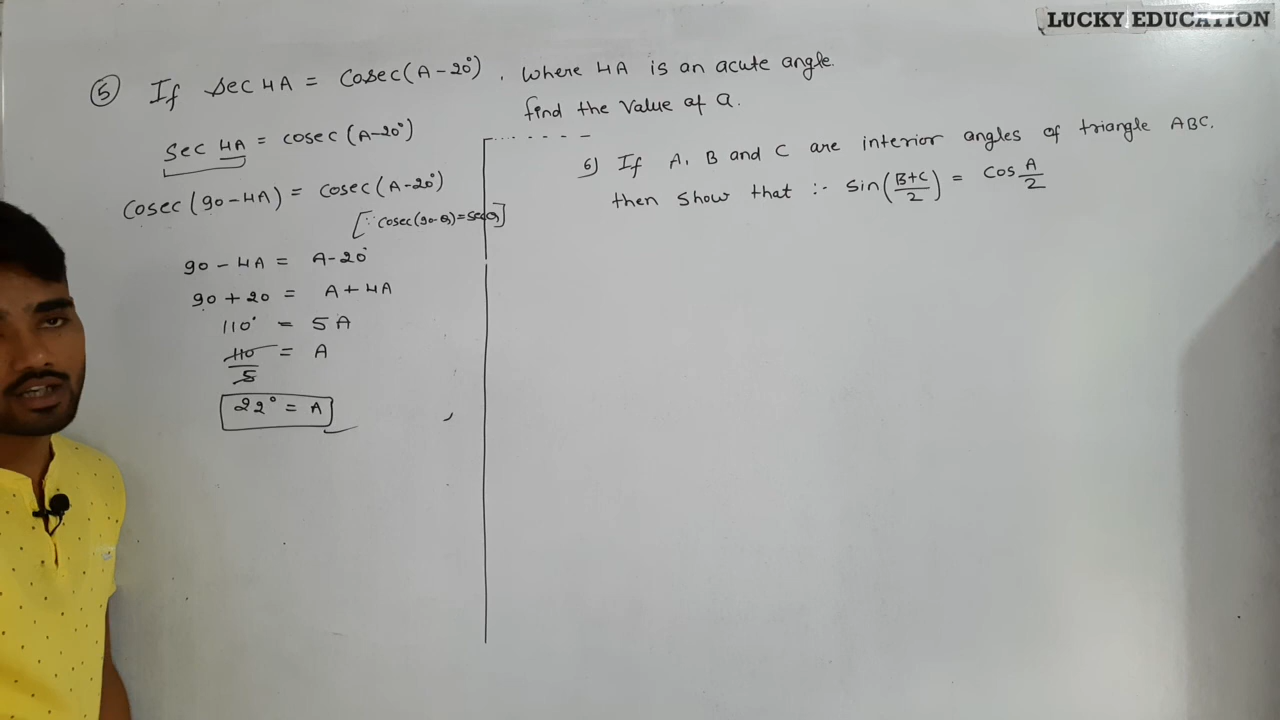 LUCKY EDUCATION
⑤ If sec 4A = cosec(A-20°), where 4A is an acute angle.
find the value of a.
sec 4A = cosec (A-20°)
cosec (90-4A) = cosec (A-20°)
[∵ cosec(90-θ)=secθ]
90-4A = A-20°
90+20 = A+4A
110° = 5A
110/5 = A
22° = A
6) If A, B and C are interior angles of triangle ABC.
then show that :- sin(B+C/2) = cos A/2